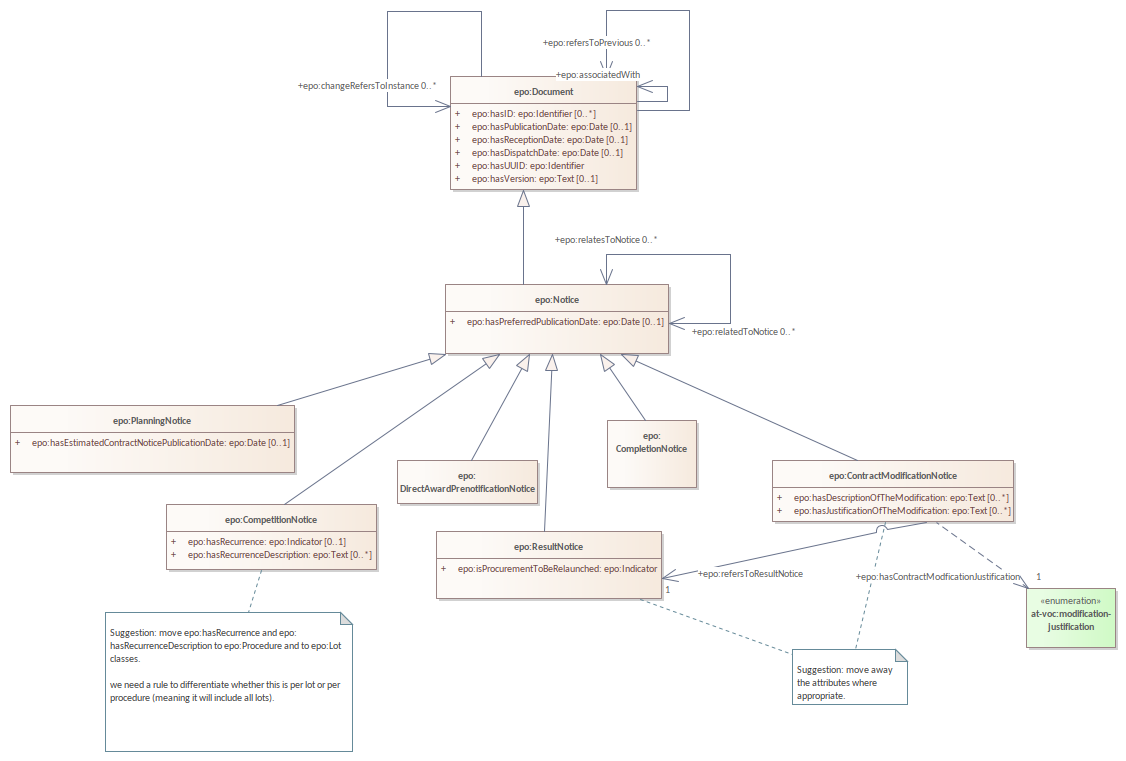 +epo:refersToPrevious 0..*
+epo:associatedWith
+epo:changeRefersToInstance 0..*
epo:Document
+ epo:hasID: epo:Identifier [0..*]
+ epo:hasPublicationDate: epo:Date [0..1]
+ epo:hasReceptionDate: epo:Date [0..1]
+ epo:hasDispatchDate: epo:Date [0..1]
+ epo:hasUUID: epo:Identifier
+ epo:hasVersion: epo:Text [0..1]
+epo:relatesToNotice 0..*
epo:Notice
+ epo:hasPreferredPublicationDate: epo:Date [0..1]
+epo:relatedToNotice 0..*
epo:PlanningNotice
+ epo:hasEstimatedContractNoticePublicationDate: epo:Date [0..1]
epo:
CompletionNotice
epo:
DirectAwardPrenotificationNotice
epo:ContractModificationNotice
+ epo:hasDescriptionOfTheModification: epo:Text [0..*]
+ epo:hasJustificationOfTheModification: epo:Text [0..*]
epo:CompetitionNotice
+ epo:hasRecurrence: epo:Indicator [0..1]
+ epo:hasRecurrenceDescription: epo:Text [0..*]
epo:ResultNotice
+ epo:isProcurementToBeRelaunched: epo:Indicator
+epo:refersToResultNotice
1
+epo:hasContractModficationJustification
1
«enumeration»
at-voc:modification-
justification
Suggestion: move epo:hasRecurrence and epo:
hasRecurrenceDescription to epo:Procedure and to epo:Lot
classes.
we need a rule to differentiate whether this is per lot or per
procedure (meaning it will include all lots).
Suggestion: move away
the attributes where
appropriate.